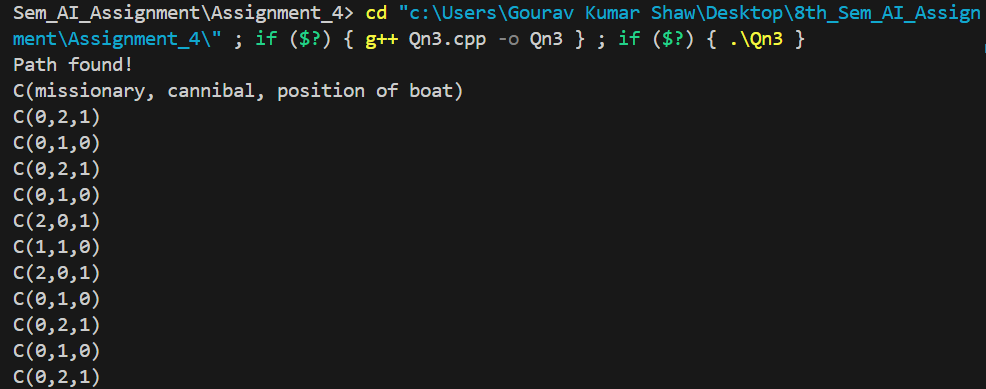 Sem_AI_Assignment\Assignment_4> cd "c:\Users\Gourav Kumar Shaw\Desktop\8th_Sem_AI_Assign
ment\Assignment_4\" ; if ($?) { g++ Qn3.cpp -o Qn3 } ; if ($?) { .\Qn3 }
Path found!
C(missionary, cannibal, position of boat)
C(0,2,1)
C(0,1,0)
C(0,2,1)
C(0,1,0)
C(2,0,1)
C(1,1,0)
C(2,0,1)
C(0,1,0)
C(0,2,1)
C(0,1,0)
C(0,2,1)